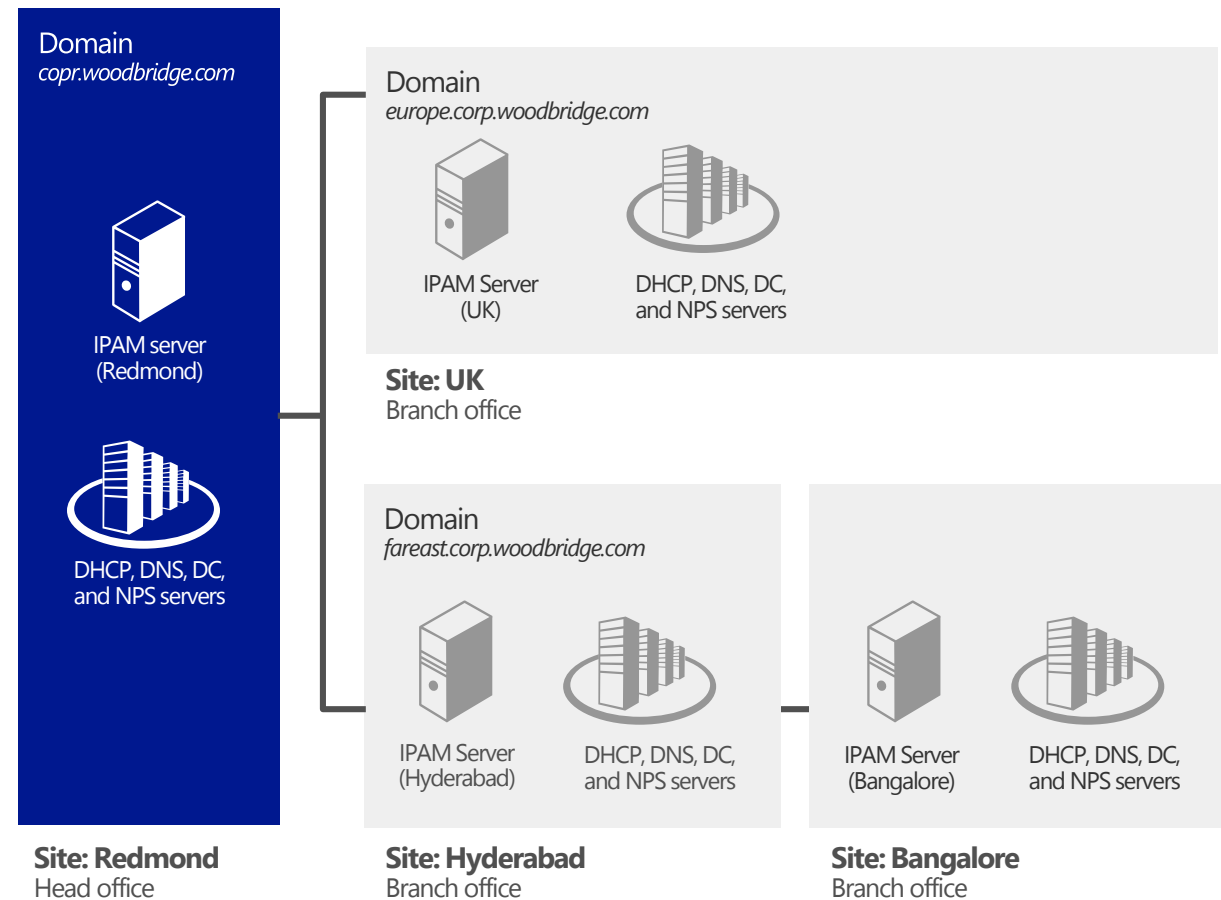 Domain
copr.woodbridge.com
IPAM server
(Redmond)
DHCP, DNS, DC,
and NPS servers
Site: Redmond
Head office
Domain
europe.corp.woodbridge.com
IPAM Server
(UK)
DHCP, DNS, DC,
and NPS servers
Site: UK
Branch office
Domain
fareast.corp.woodbridge.com
IPAM Server
(Hyderabad)
DHCP, DNS, DC,
and NPS servers
Site: Hyderabad
Branch office
IPAM Server
(Bangalore)
DHCP, DNS, DC,
and NPS servers
Site: Bangalore
Branch office